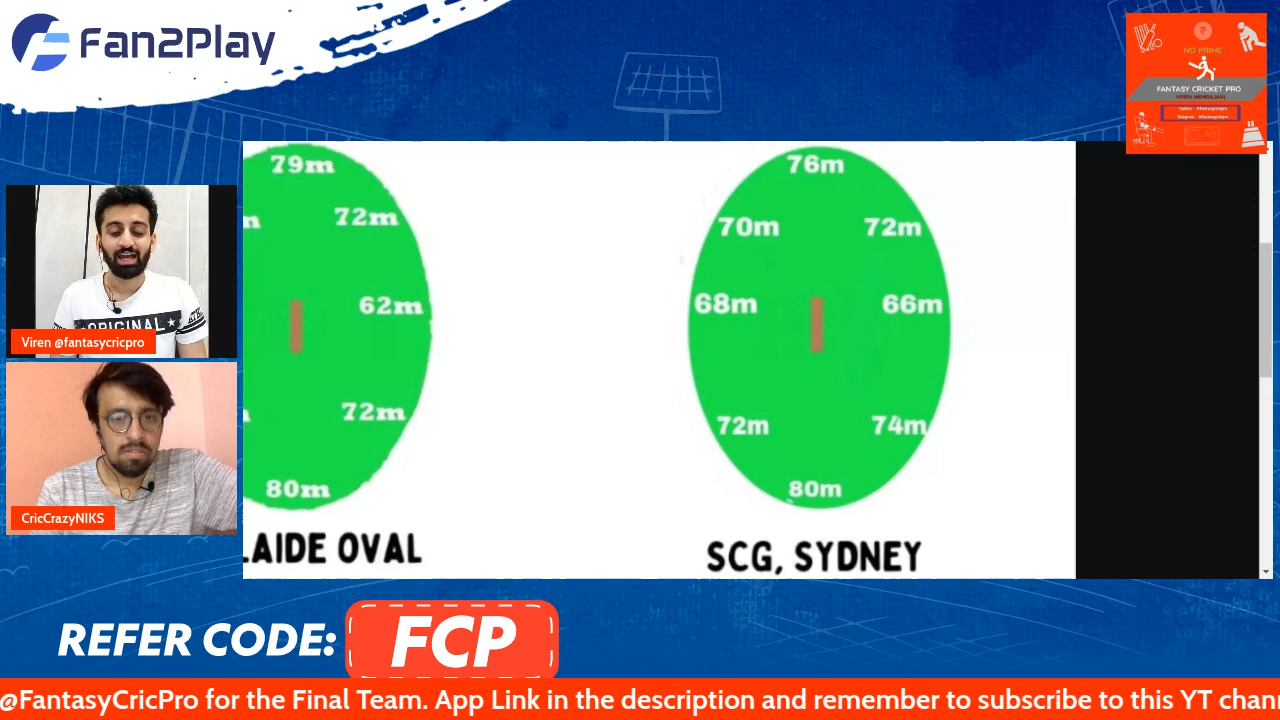 Fan2Play
NO PRIME
FANTASY CRICKET PRO
79m
72m
62m
72m
80m
LAIDE OVAL
76m
70m
72m
68m
66m
72m
74m
80m
SCG, SYDNEY
ORIGINAL
Viren @fantasycricpro
CricCrazyNIKS
REFER CODE: FCP
@FantasyCricPro for the Final Team. App Link in the description and remember to subscribe to this YT chan